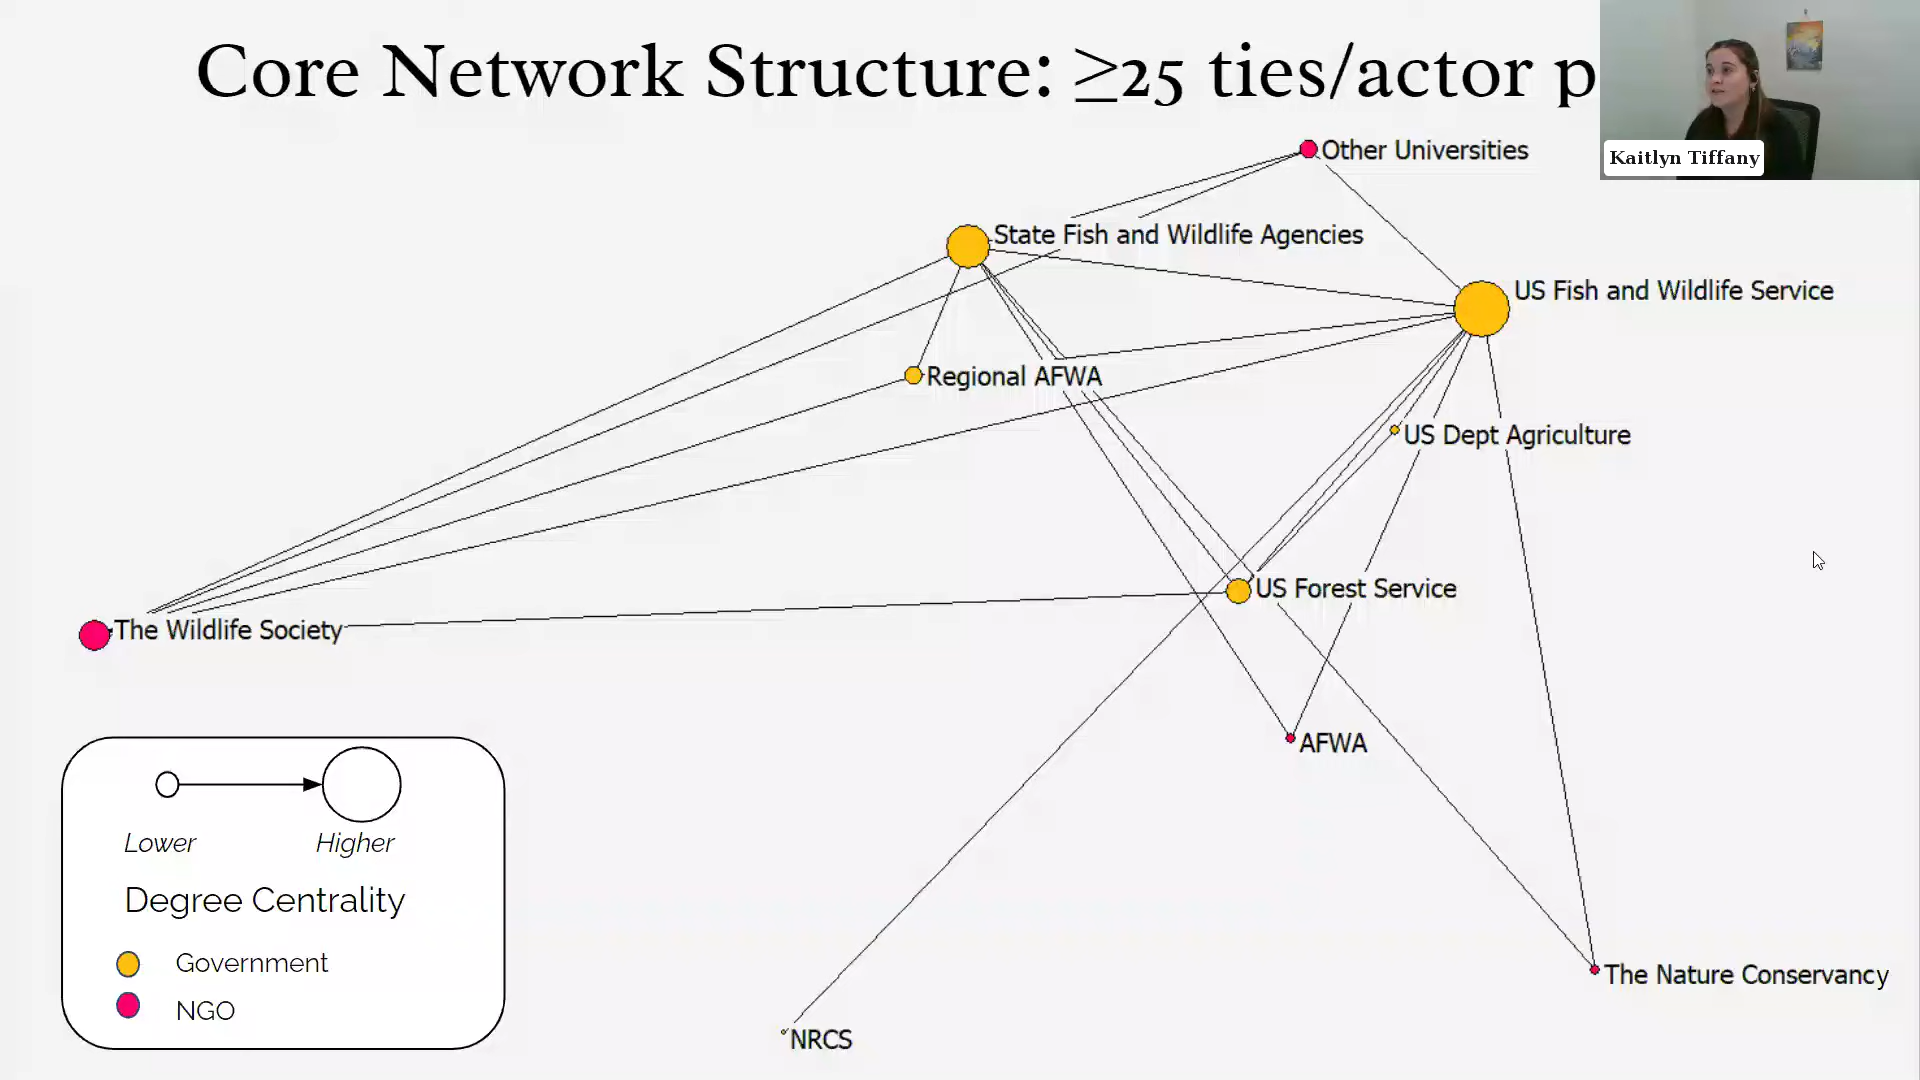 Core Network Structure: ≥25 ties/actor p
Kaitlyn Tiffany
Other Universities
State Fish and Wildlife Agencies
US Fish and Wildlife Service
Regional AFWA
US Dept Agriculture
US Forest Service
The Wildlife Society
AFWA
Lower
Higher
Degree Centrality
Government
NGO
The Nature Conservancy
NRCS